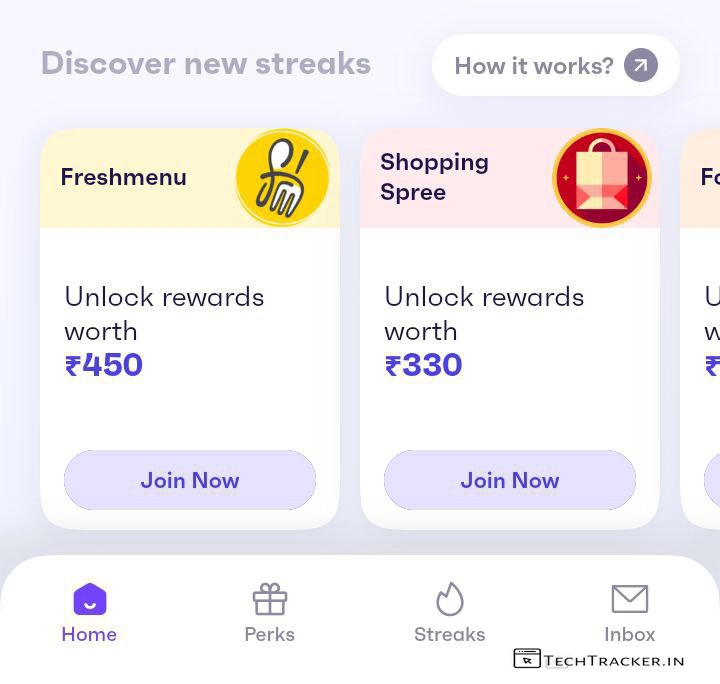 Discover new streaks
How it works?
Freshmenu
Unlock rewards
worth
₹450
Join Now
Shopping
Spree
Unlock rewards
worth
₹330
Join Now
Home
Perks
Streaks
Inbox
TECHTRACKER.IN